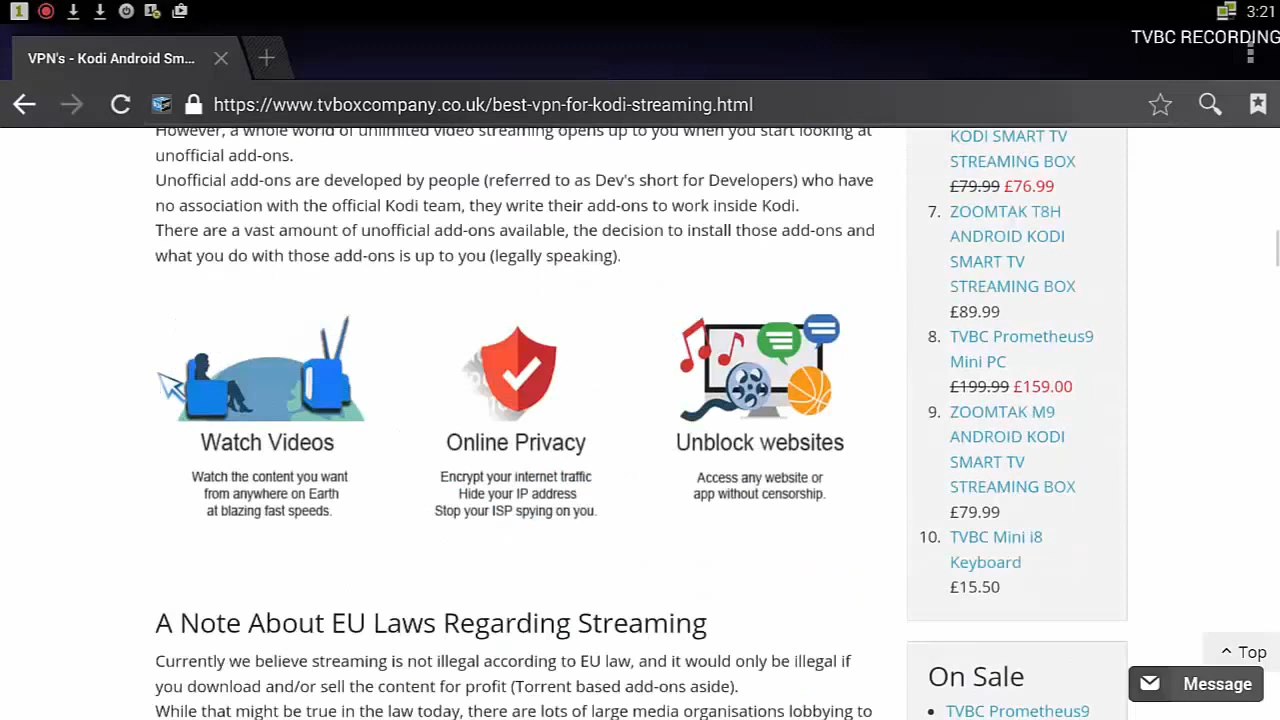 3:21
TVBC RECORDING
VPN's - Kodi Android Sm...
https://www.tvboxcompany.co.uk/best-vpn-for-kodi-streaming.html
However, a whole world of unlimited video streaming opens up to you when you start looking at
unofficial add-ons.
Unofficial add-ons are developed by people (referred to as Dev's short for Developers) who have
no association with the official Kodi team, they write their add-ons to work inside Kodi.
There are a vast amount of unofficial add-ons available, the decision to install those add-ons and
what you do with those add-ons is up to you (legally speaking).
Watch Videos
Watch the content you want
from anywhere on Earth
at blazing fast speeds.
Online Privacy
Encrypt your internet traffic
Hide your IP address
Stop your ISP spying on you.
Unblock websites
Access any website or
app without censorship.
A Note About EU Laws Regarding Streaming
Currently we believe streaming is not illegal according to EU law, and it would only be illegal if
you download and/or sell the content for profit (Torrent based add-ons aside).
While that might be true in the law today, there are lots of large media organisations lobbying to
KODI SMART TV
STREAMING BOX
£79.99 £76.99
7. ZOOMTAK T8H
ANDROID KODI
SMART TV
STREAMING BOX
£89.99
8. TVBC Prometheus9
Mini PC
£199.99 £159.00
9. ZOOMTAK M9
ANDROID KODI
SMART TV
STREAMING BOX
£79.99
10. TVBC Mini i8
Keyboard
£15.50
Top
On Sale
Message
TVBC Prometheus9